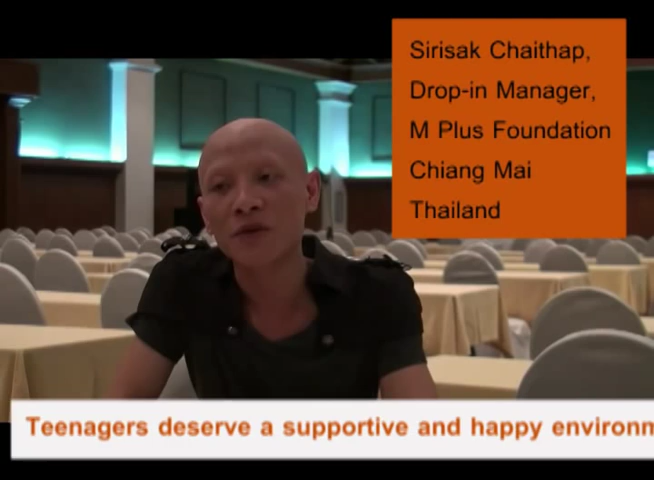 Sirisak Chaithap,
Drop-in Manager,
M Plus Foundation
Chiang Mai
Thailand
Teenagers deserve a supportive and happy